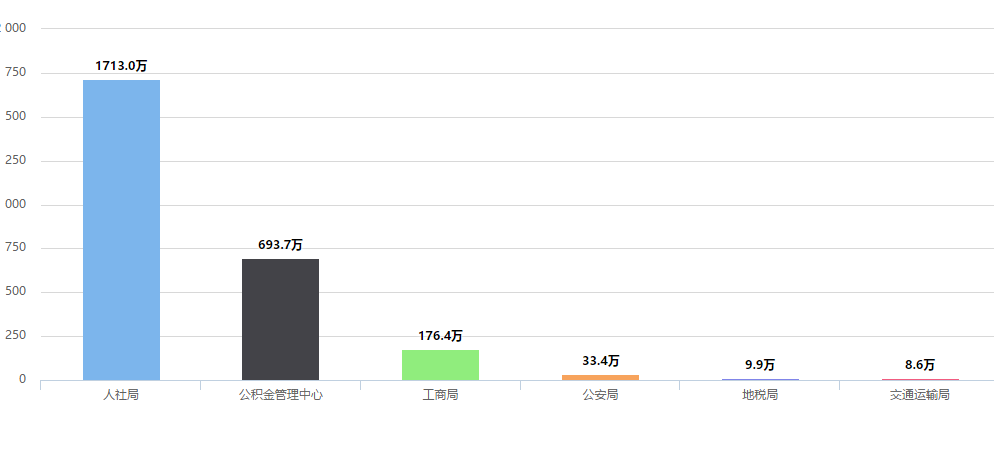 2 000
750
500
250
000
750
500
250
0
1713.0万
693.7万
176.4万
33.4万
9.9万
8.6万
人社局
公积金管理中心
工商局
公安局
地税局
交通运输局